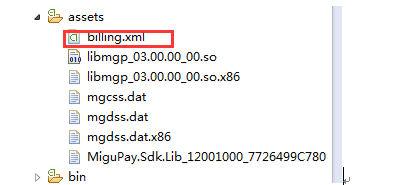 assets
billing.xml
libmgp_03.00.00_00.so
libmgp_03.00.00_00.so.x86
mgcss.dat
mgdss.dat
mgdss.dat.x86
MiguPay.Sdk.Lib_12001000_7726499C780
bin